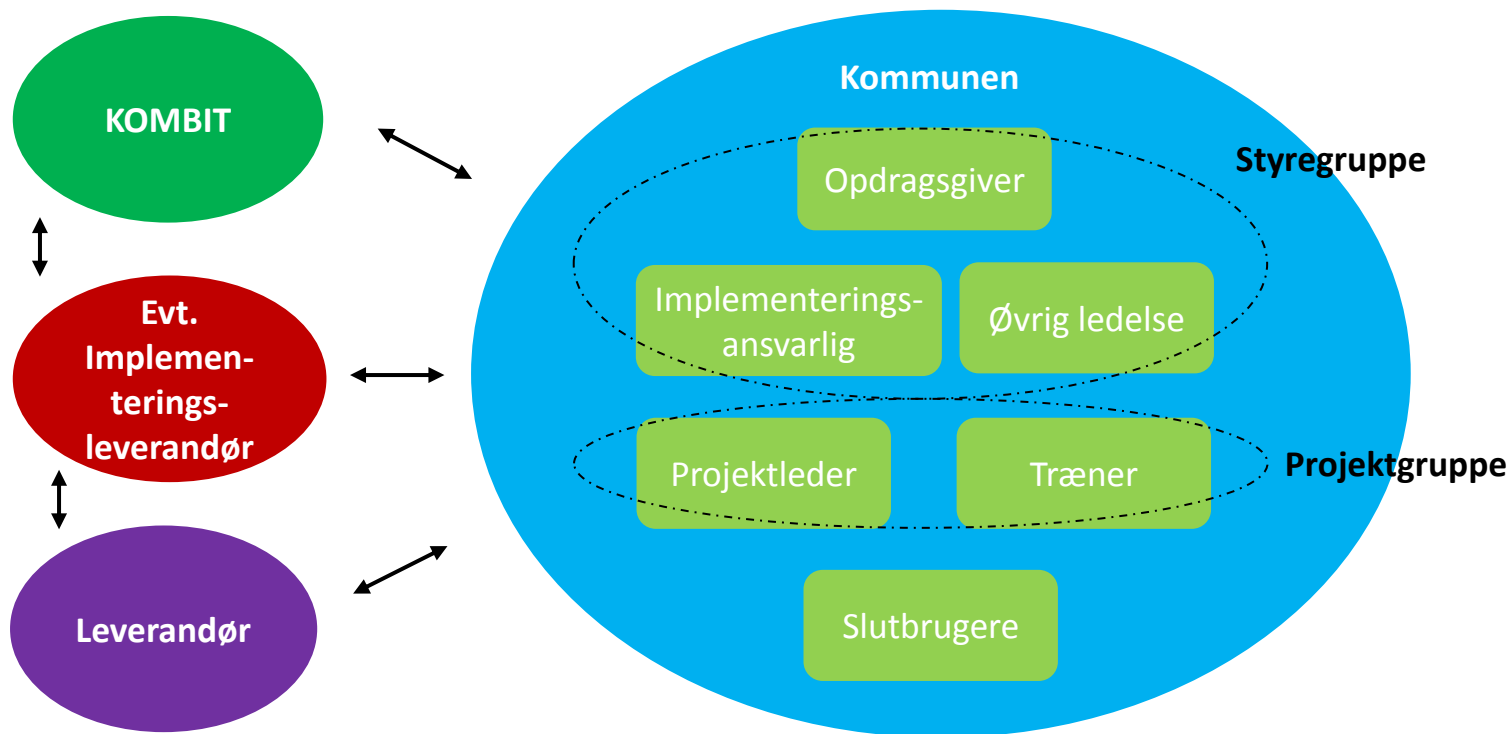 KOMBIT
Evt.
Implemen-
terings-
leverandør
Leverandør
Kommunen
Styregruppe
Opdragsgiver
Implementerings-
ansvarlig
Øvrig ledelse
Projektleder
Træner
Projektgruppe
Slutbrugere